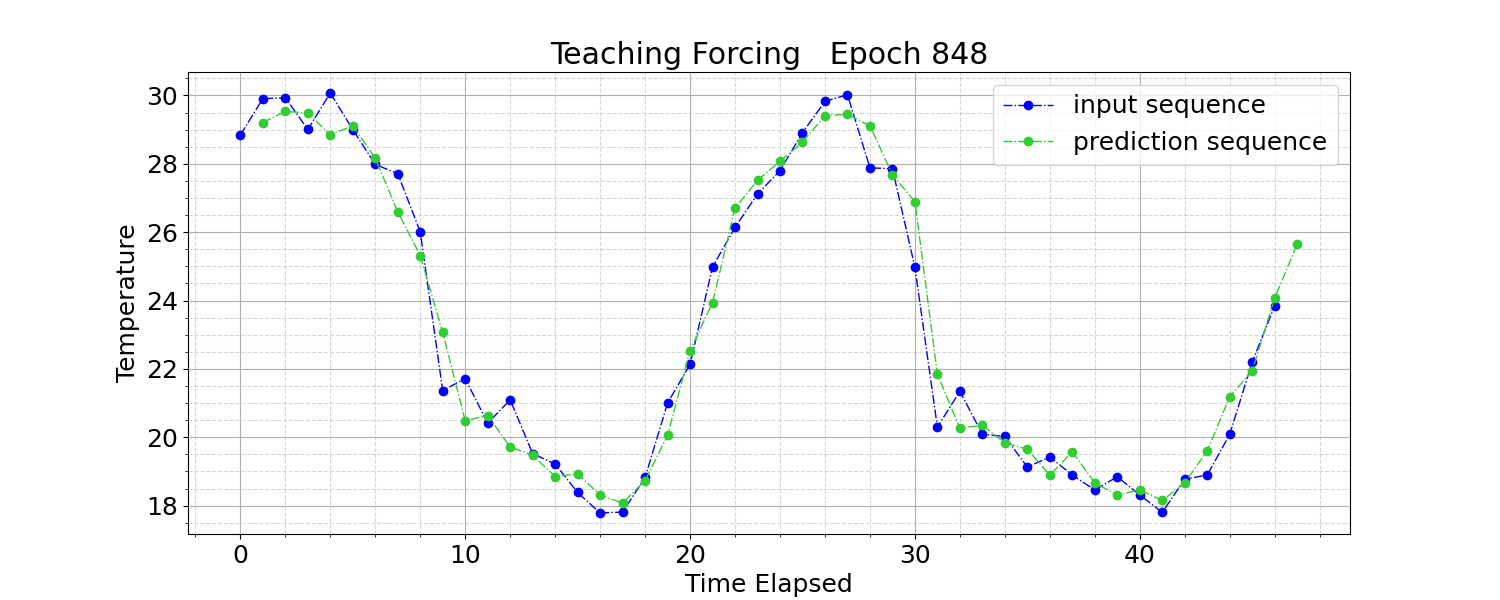 Teaching Forcing   Epoch 848
30
28
26
24
22
20
18
Temperature
input sequence
prediction sequence
0 10 20 30 40
Time Elapsed